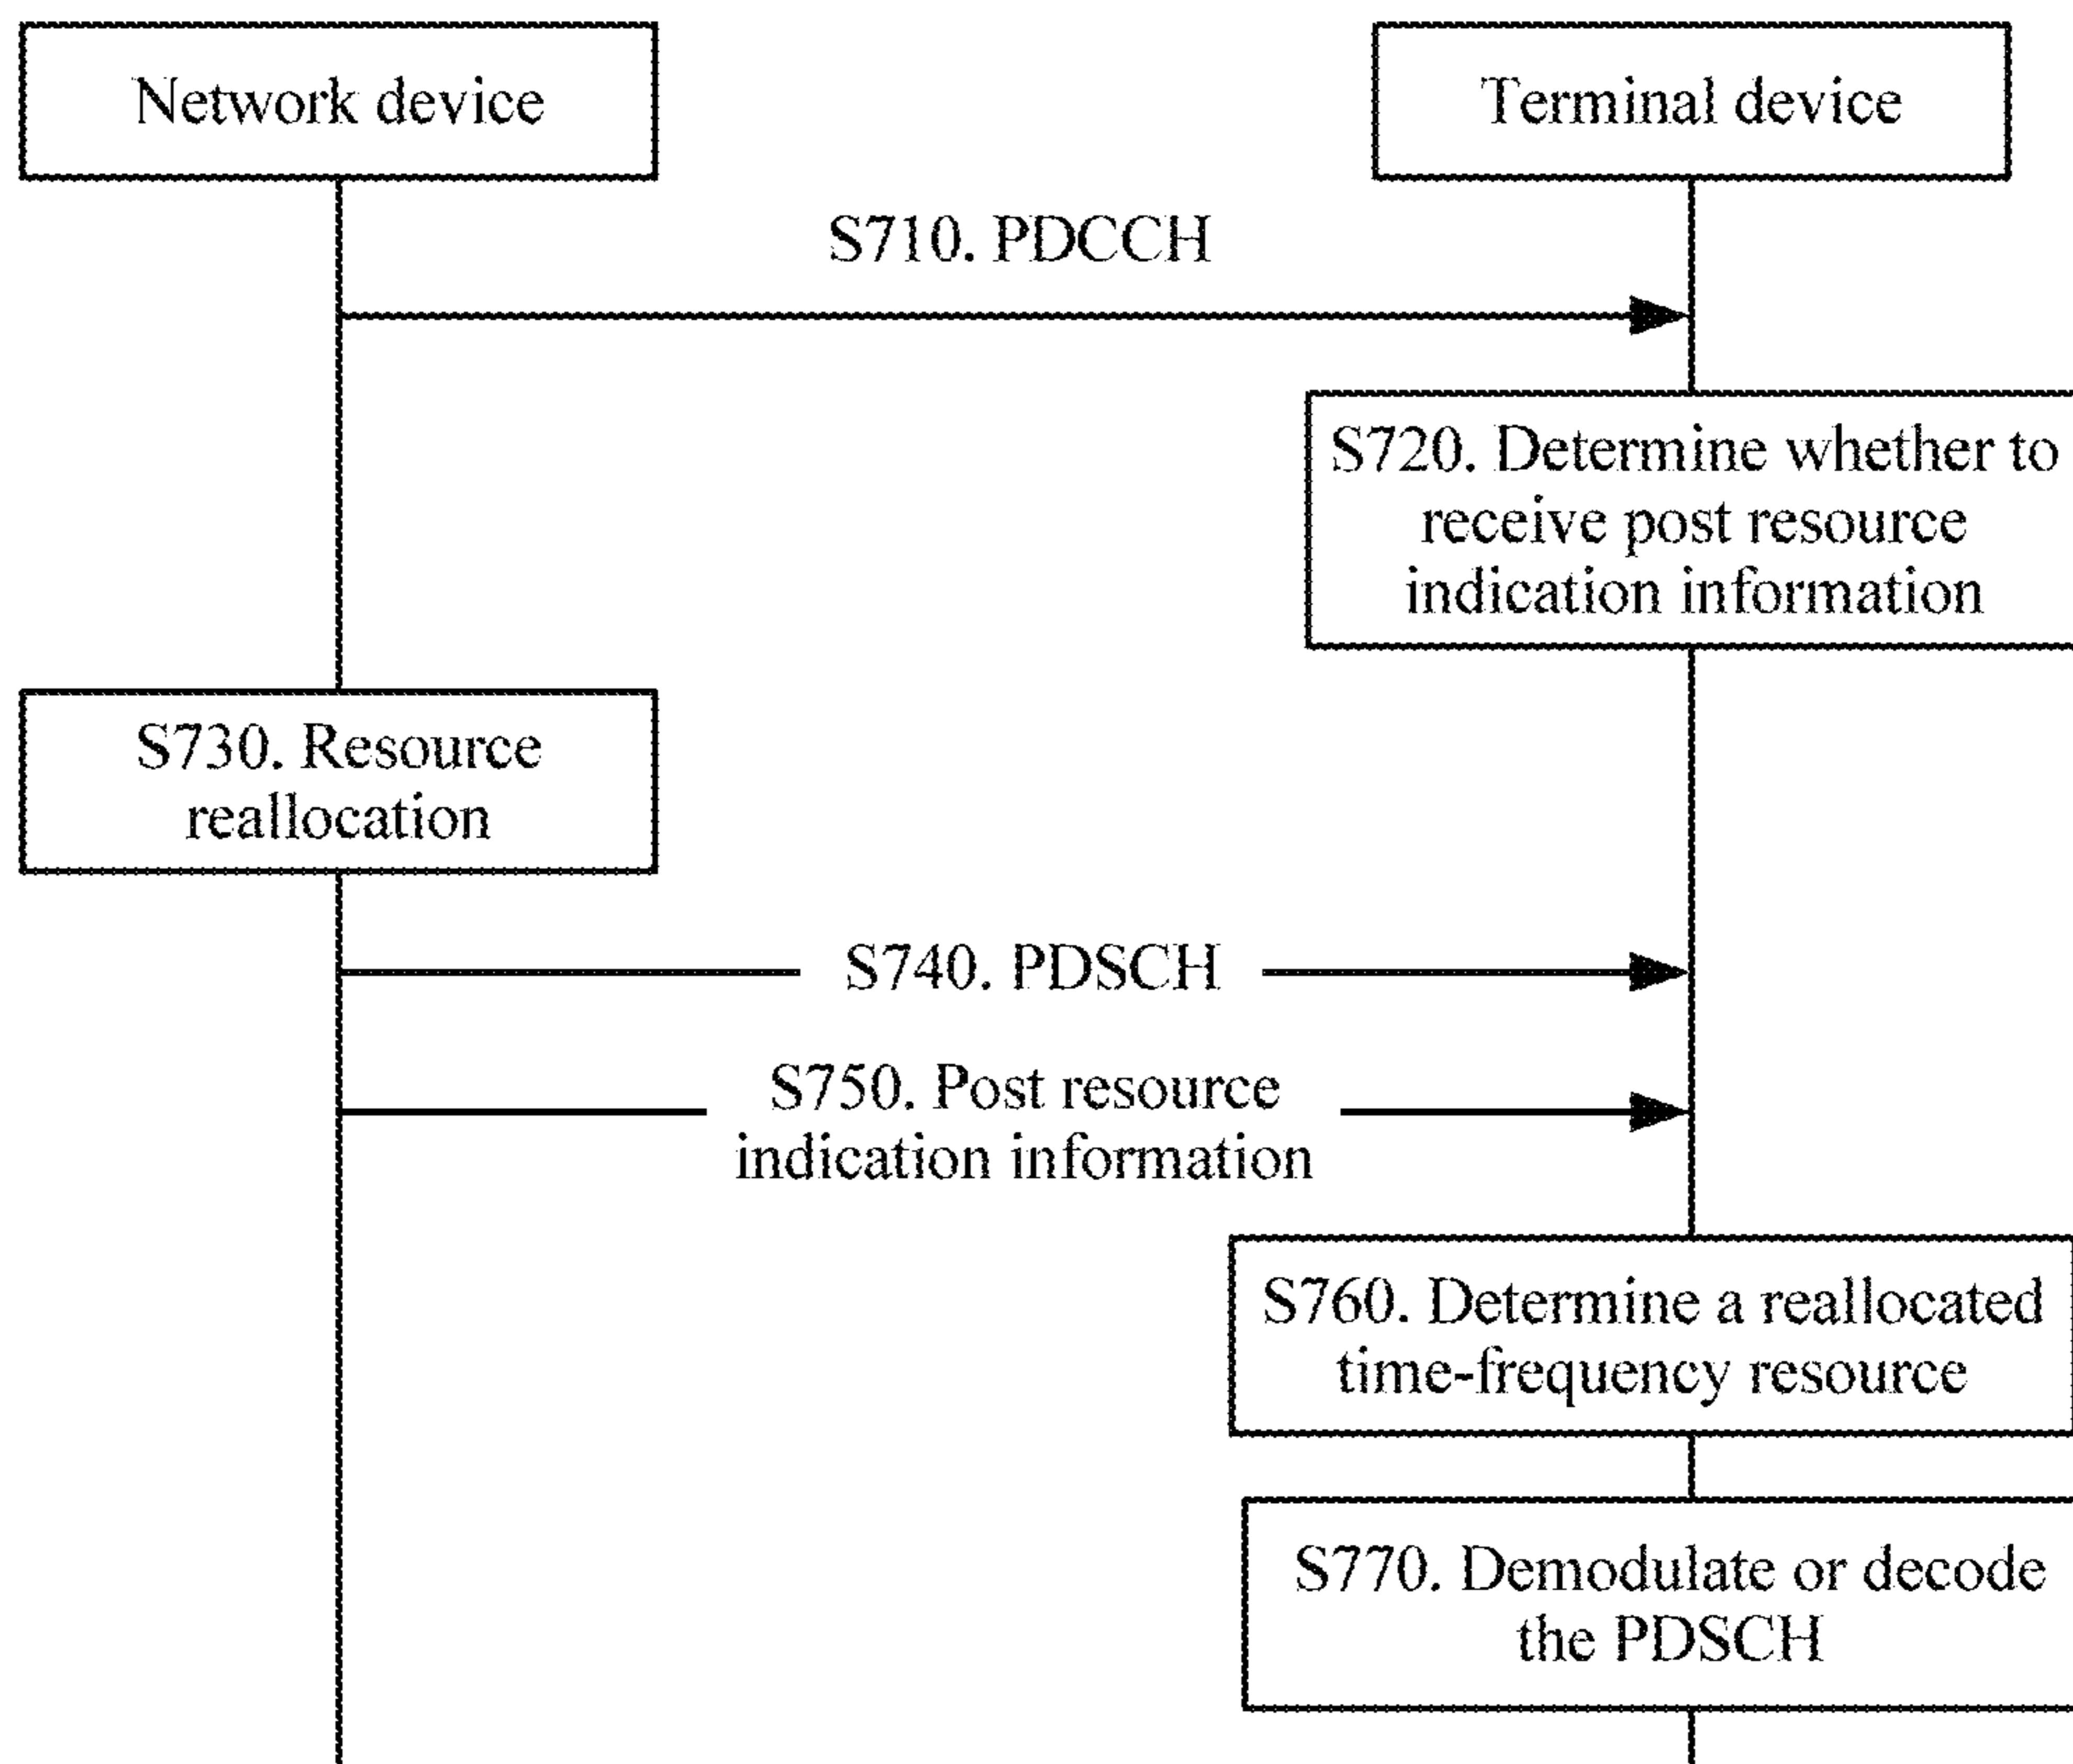 Network device
Terminal device
S710. PDCCH
S720. Determine whether to
receive post resource
indication information
S730. Resource
reallocation
S740. PDSCH
S750. Post resource
indication information
S760. Determine a reallocated
time-frequency resource
S770. Demodulate or decode
the PDSCH